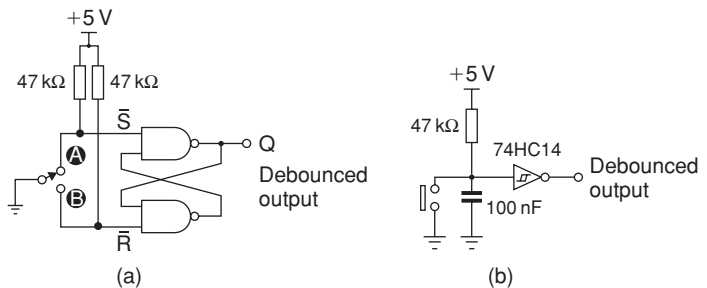 +5 V
47 kΩ
47 kΩ
S̄
A
B
R̄
Q
Debounced
output
(a)
+5 V
47 kΩ
74HC14
Debounced
output
100 nF
(b)